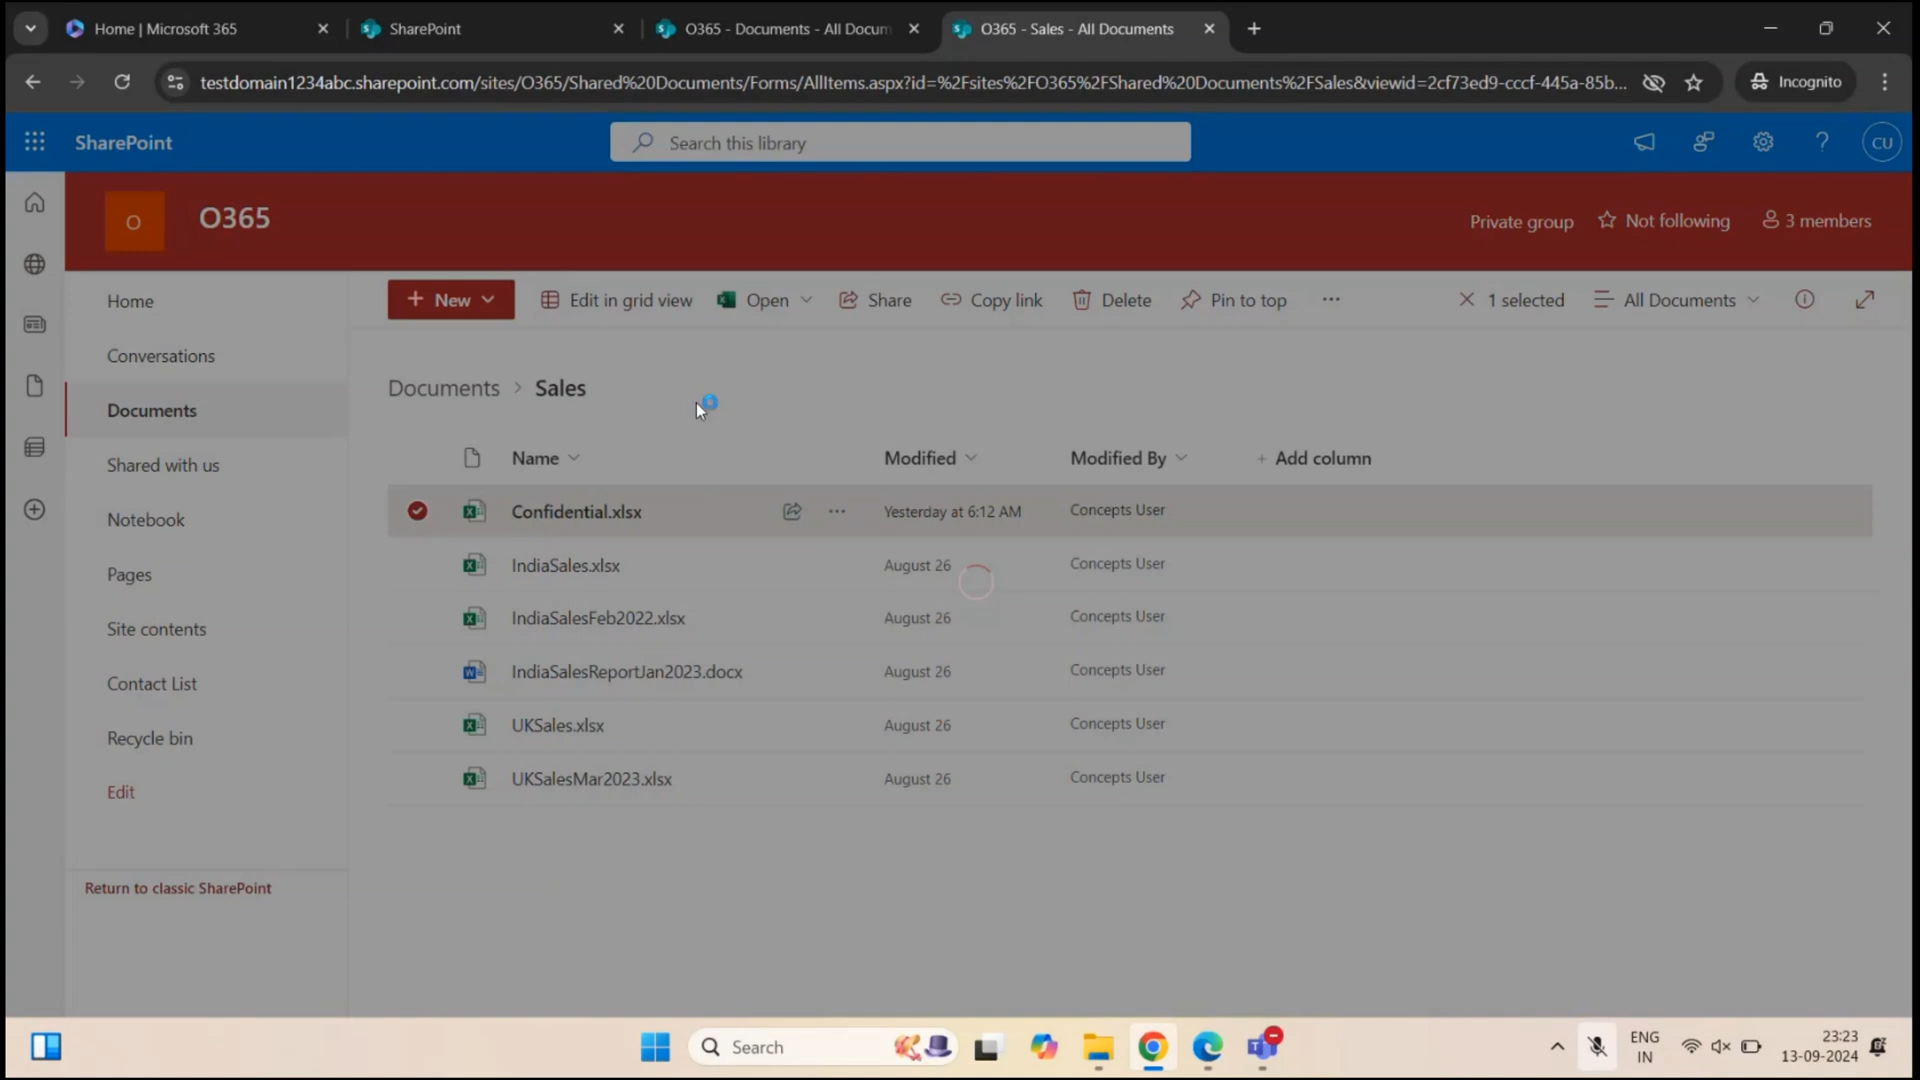 Home | Microsoft 365
SharePoint
O365 - Documents - All Docum
O365 - Sales - All Documents
testdomain1234abc.sharepoint.com/sites/O365/Shared%20Documents/Forms/AllItems.aspx?id=%2Fsites%2FO365%2FShared%20Documents%2FSales&viewid=2cf73ed9-cccf-445a-85b...
Incognito
SharePoint
Search this library
CU
O
O365
Private group
Not following
3 members
New
Edit in grid view
Open
Share
Copy link
Delete
Pin to top
1 selected
All Documents
Home
Conversations
Documents
Shared with us
Notebook
Pages
Site contents
Contact List
Recycle bin
Edit
Return to classic SharePoint
Documents > Sales
Name Modified Modified By + Add column
Confidential.xlsx Yesterday at 6:12 AM Concepts User
IndiaSales.xlsx August 26 Concepts User
IndiaSalesFeb2022.xlsx August 26 Concepts User
IndiaSalesReportJan2023.docx August 26 Concepts User
UKSales.xlsx August 26 Concepts User
UKSalesMar2023.xlsx August 26 Concepts User
Search
ENG
IN
23:23
13-09-2024